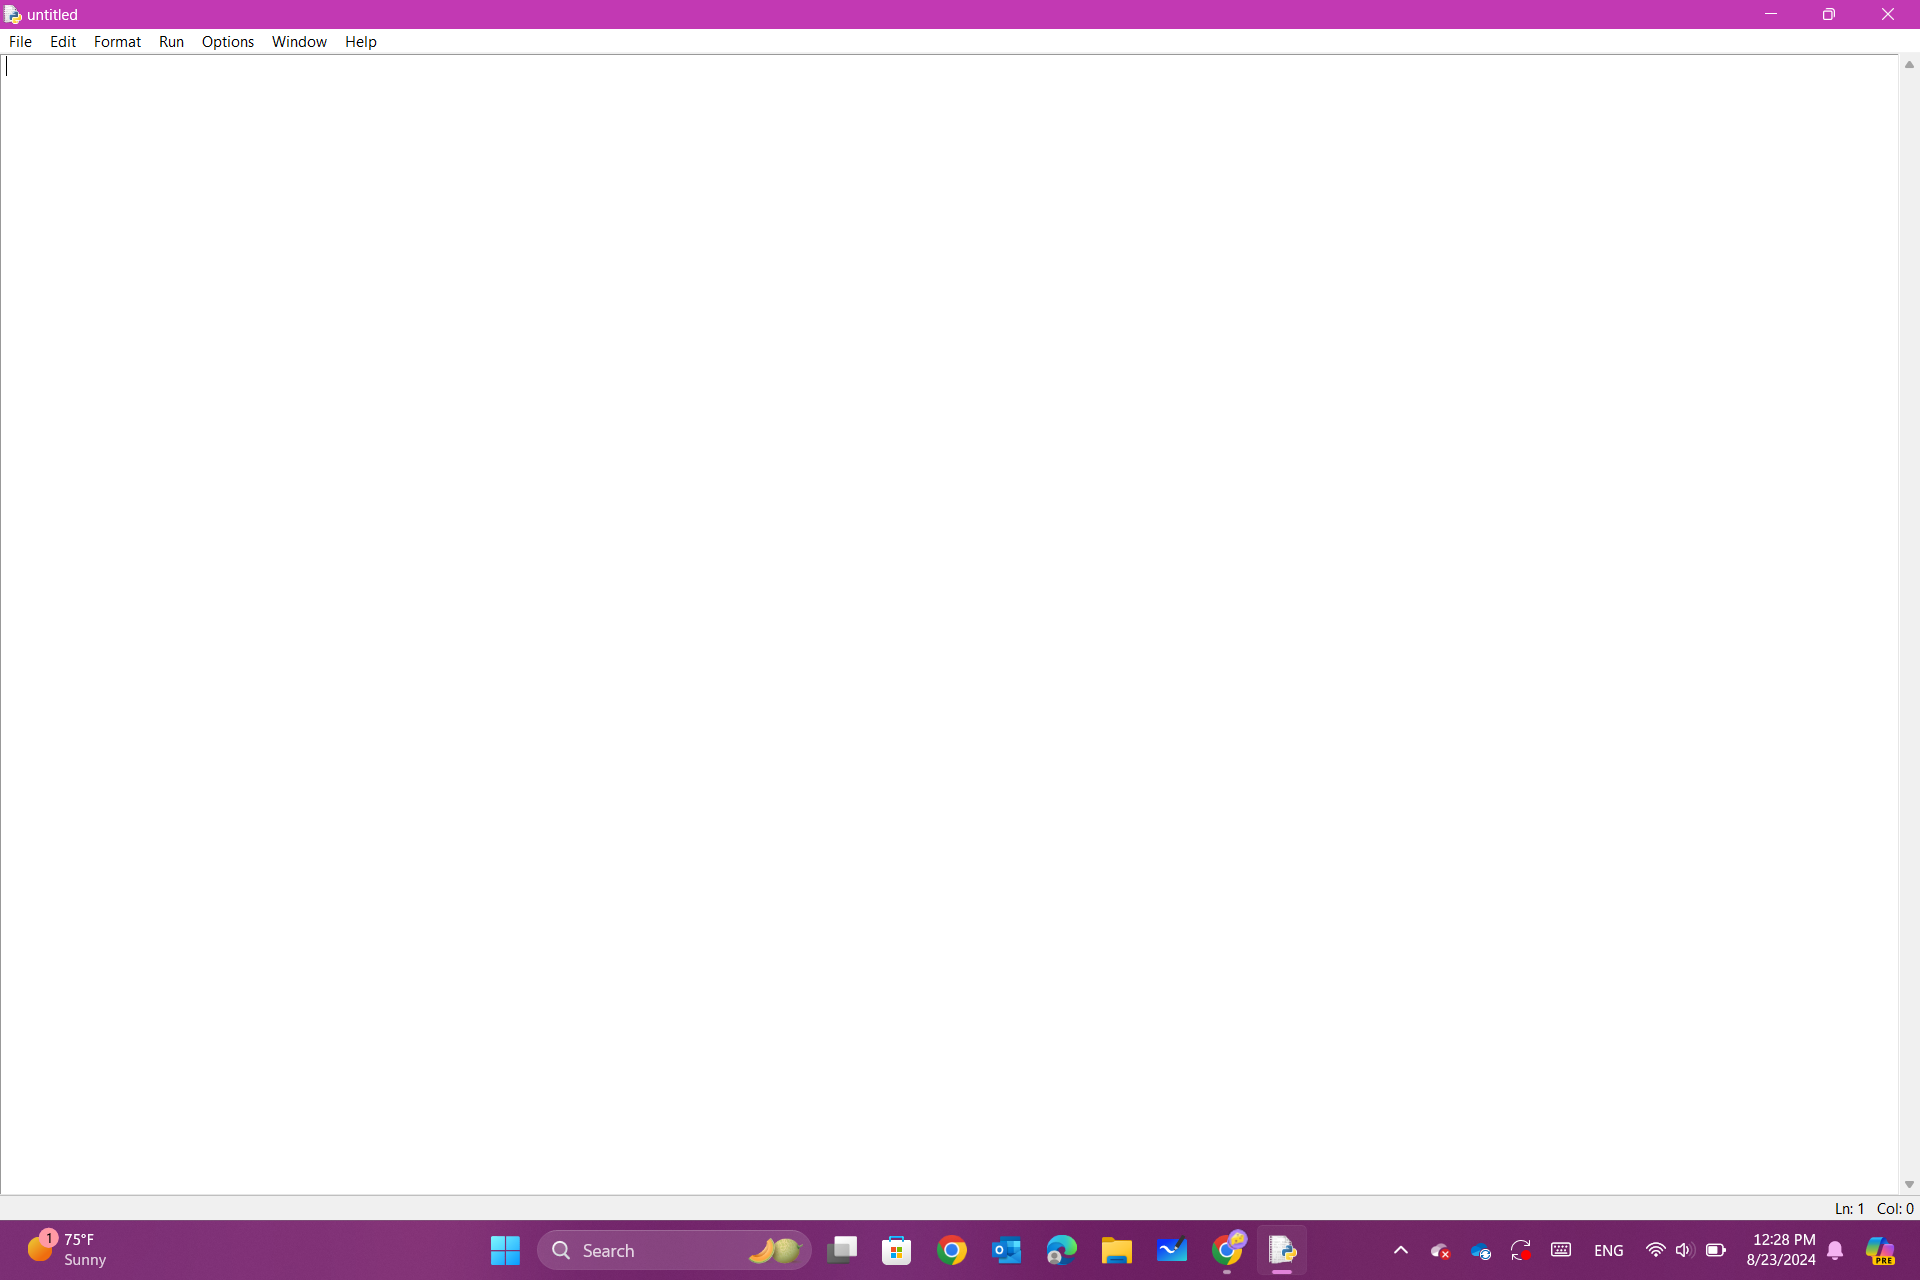 untitled
File Edit Format Run Options Window Help
Ln: 1 Col: 0
1
75°F
Sunny
Search
ENG
12:28 PM
8/23/2024
PRE